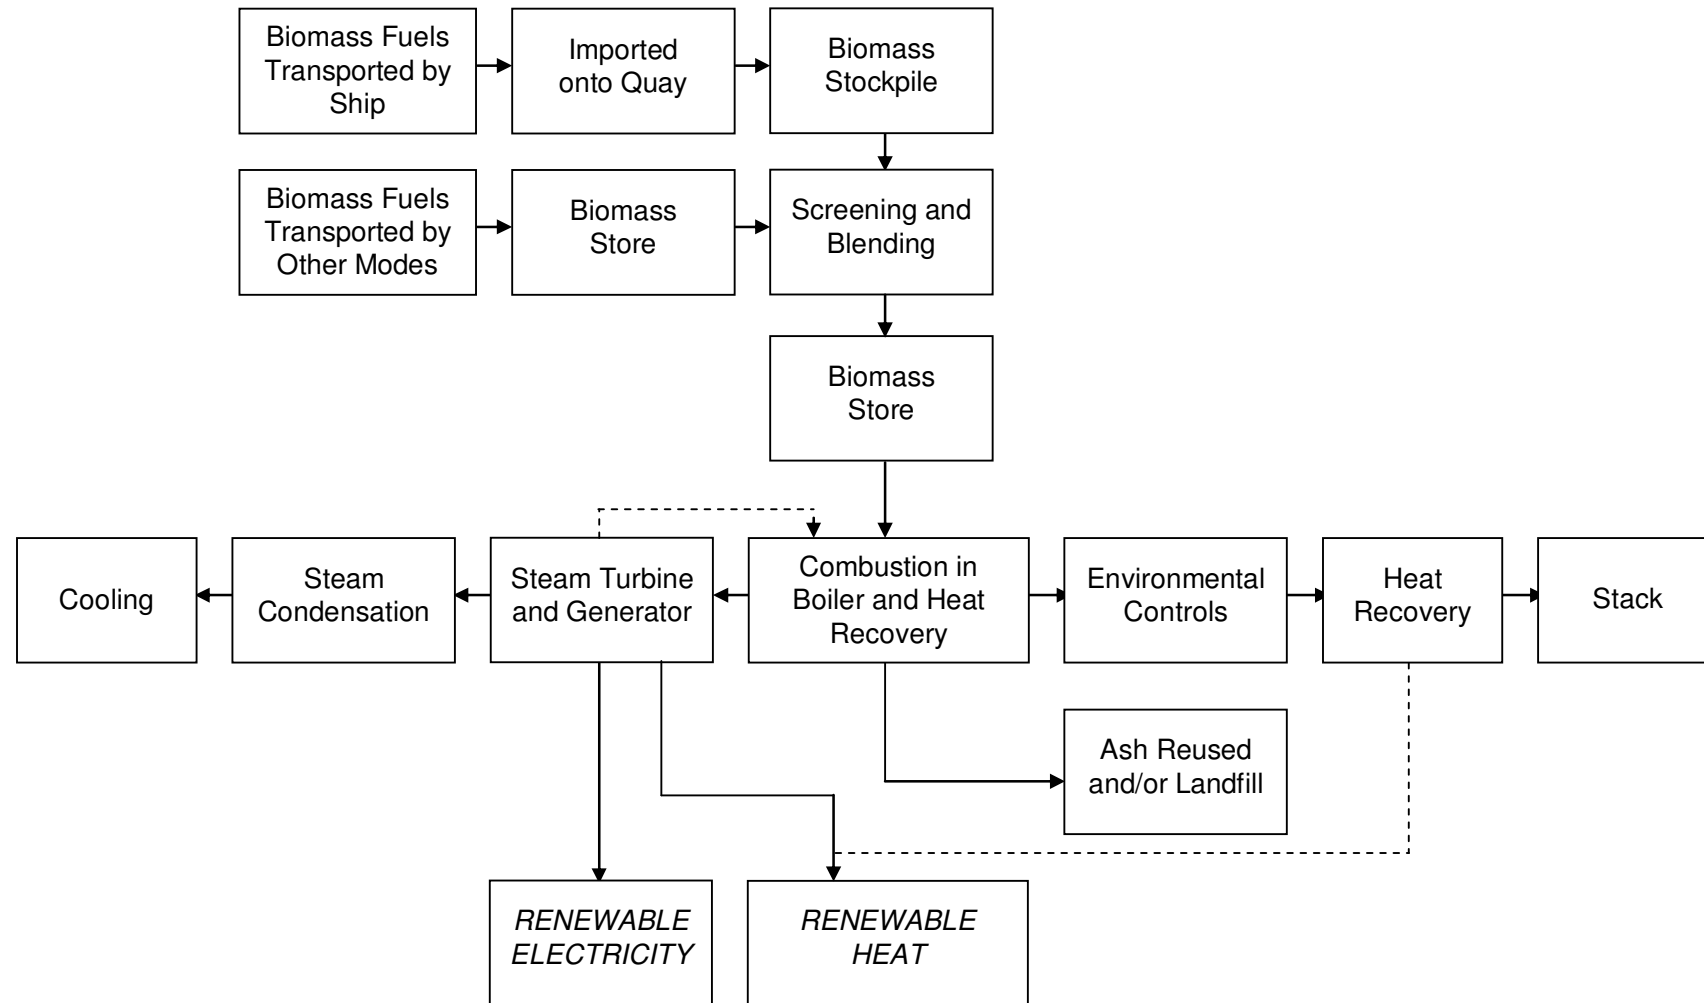 Biomass Fuels
Transported by
Ship
Imported
onto Quay
Biomass
Stockpile
Biomass Fuels
Transported by
Other Modes
Biomass
Store
Screening and
Blending
Biomass
Store
Cooling
Steam
Condensation
Steam Turbine
and Generator
Combustion in
Boiler and Heat
Recovery
Environmental
Controls
Heat
Recovery
Stack
Ash Reused
and/or Landfill
RENEWABLE
ELECTRICITY
RENEWABLE
HEAT